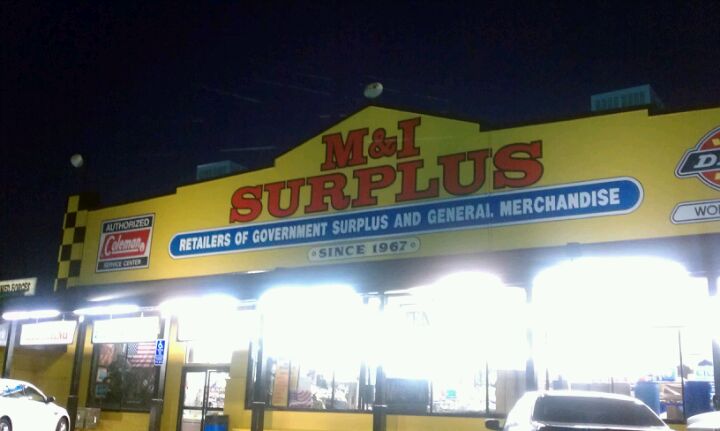 M&I
SURPLUS
RETAILERS OF GOVERNMENT SURPLUS AND GENERAL MERCHANDISE
SINCE 1967
AUTHORIZED
Coleman
SERVICE CENTER